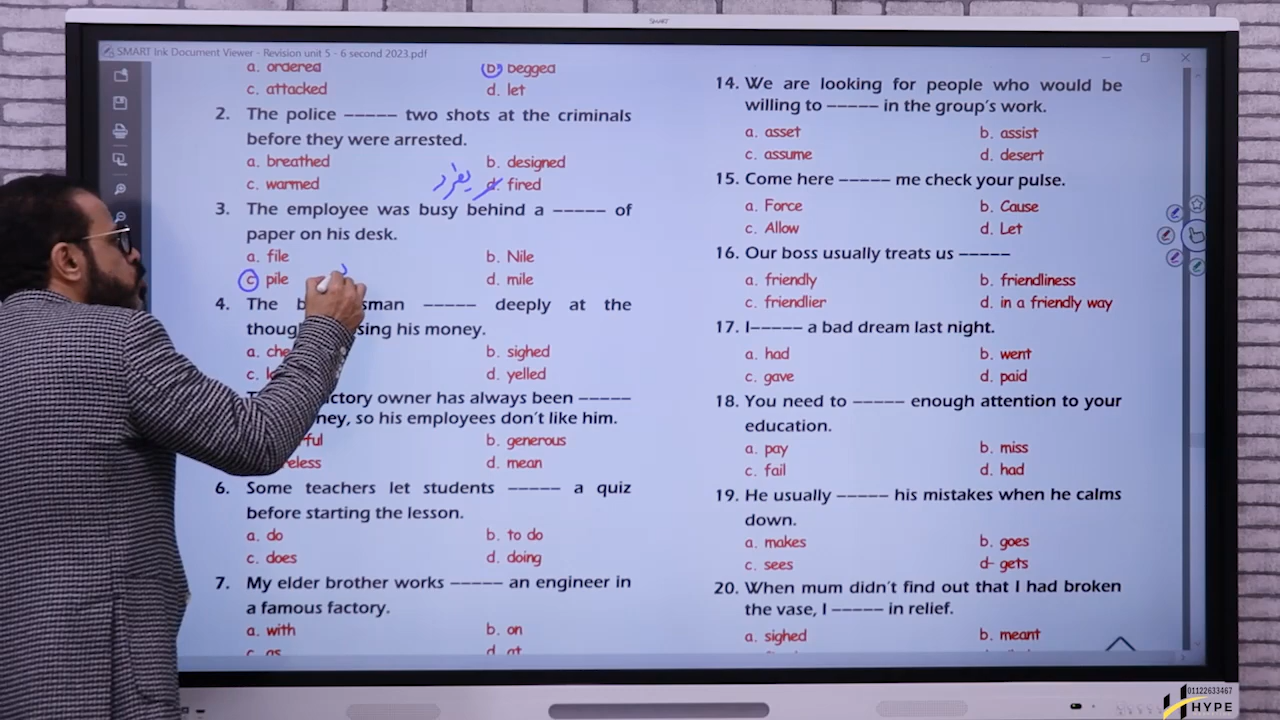 SMART
SMART Ink Document Viewer - Revision unit 5 - 6 second 2023.pdf
a. ordered b. begged
c. attacked d. let
2. The police ----- two shots at the criminals
before they were arrested.
a. breathed b. designed
c. warmed d. fired
3. The employee was busy behind a ----- of
paper on his desk.
a. file b. Nile
c pile d. mile
4. The sman ----- deeply at the
sing his money.
b. sighed
d. yelled
ctory owner has always been -----
ney, so his employees don't like him.
b. generous
d. mean
6. Some teachers let students ----- a quiz
before starting the lesson.
a. do b. to do
c. does d. doing
7. My elder brother works ----- an engineer in
a famous factory.
a. with b. on
c. as d. at
14. We are looking for people who would be
willing to ----- in the group's work.
a. asset b. assist
c. assume d. desert
15. Come here ----- me check your pulse.
a. Force b. Cause
c. Allow d. Let
16. Our boss usually treats us -----
a. friendly b. friendliness
c. friendlier d. in a friendly way
17. I----- a bad dream last night.
a. had b. went
c. gave d. paid
18. You need to ----- enough attention to your
education.
a. pay b. miss
c. fail d. had
19. He usually ----- his mistakes when he calms
down.
a. makes b. goes
c. sees d- gets
20. When mum didn't find out that I had broken
the vase, I ----- in relief.
a. sighed b. meant
01122633467
HYPE